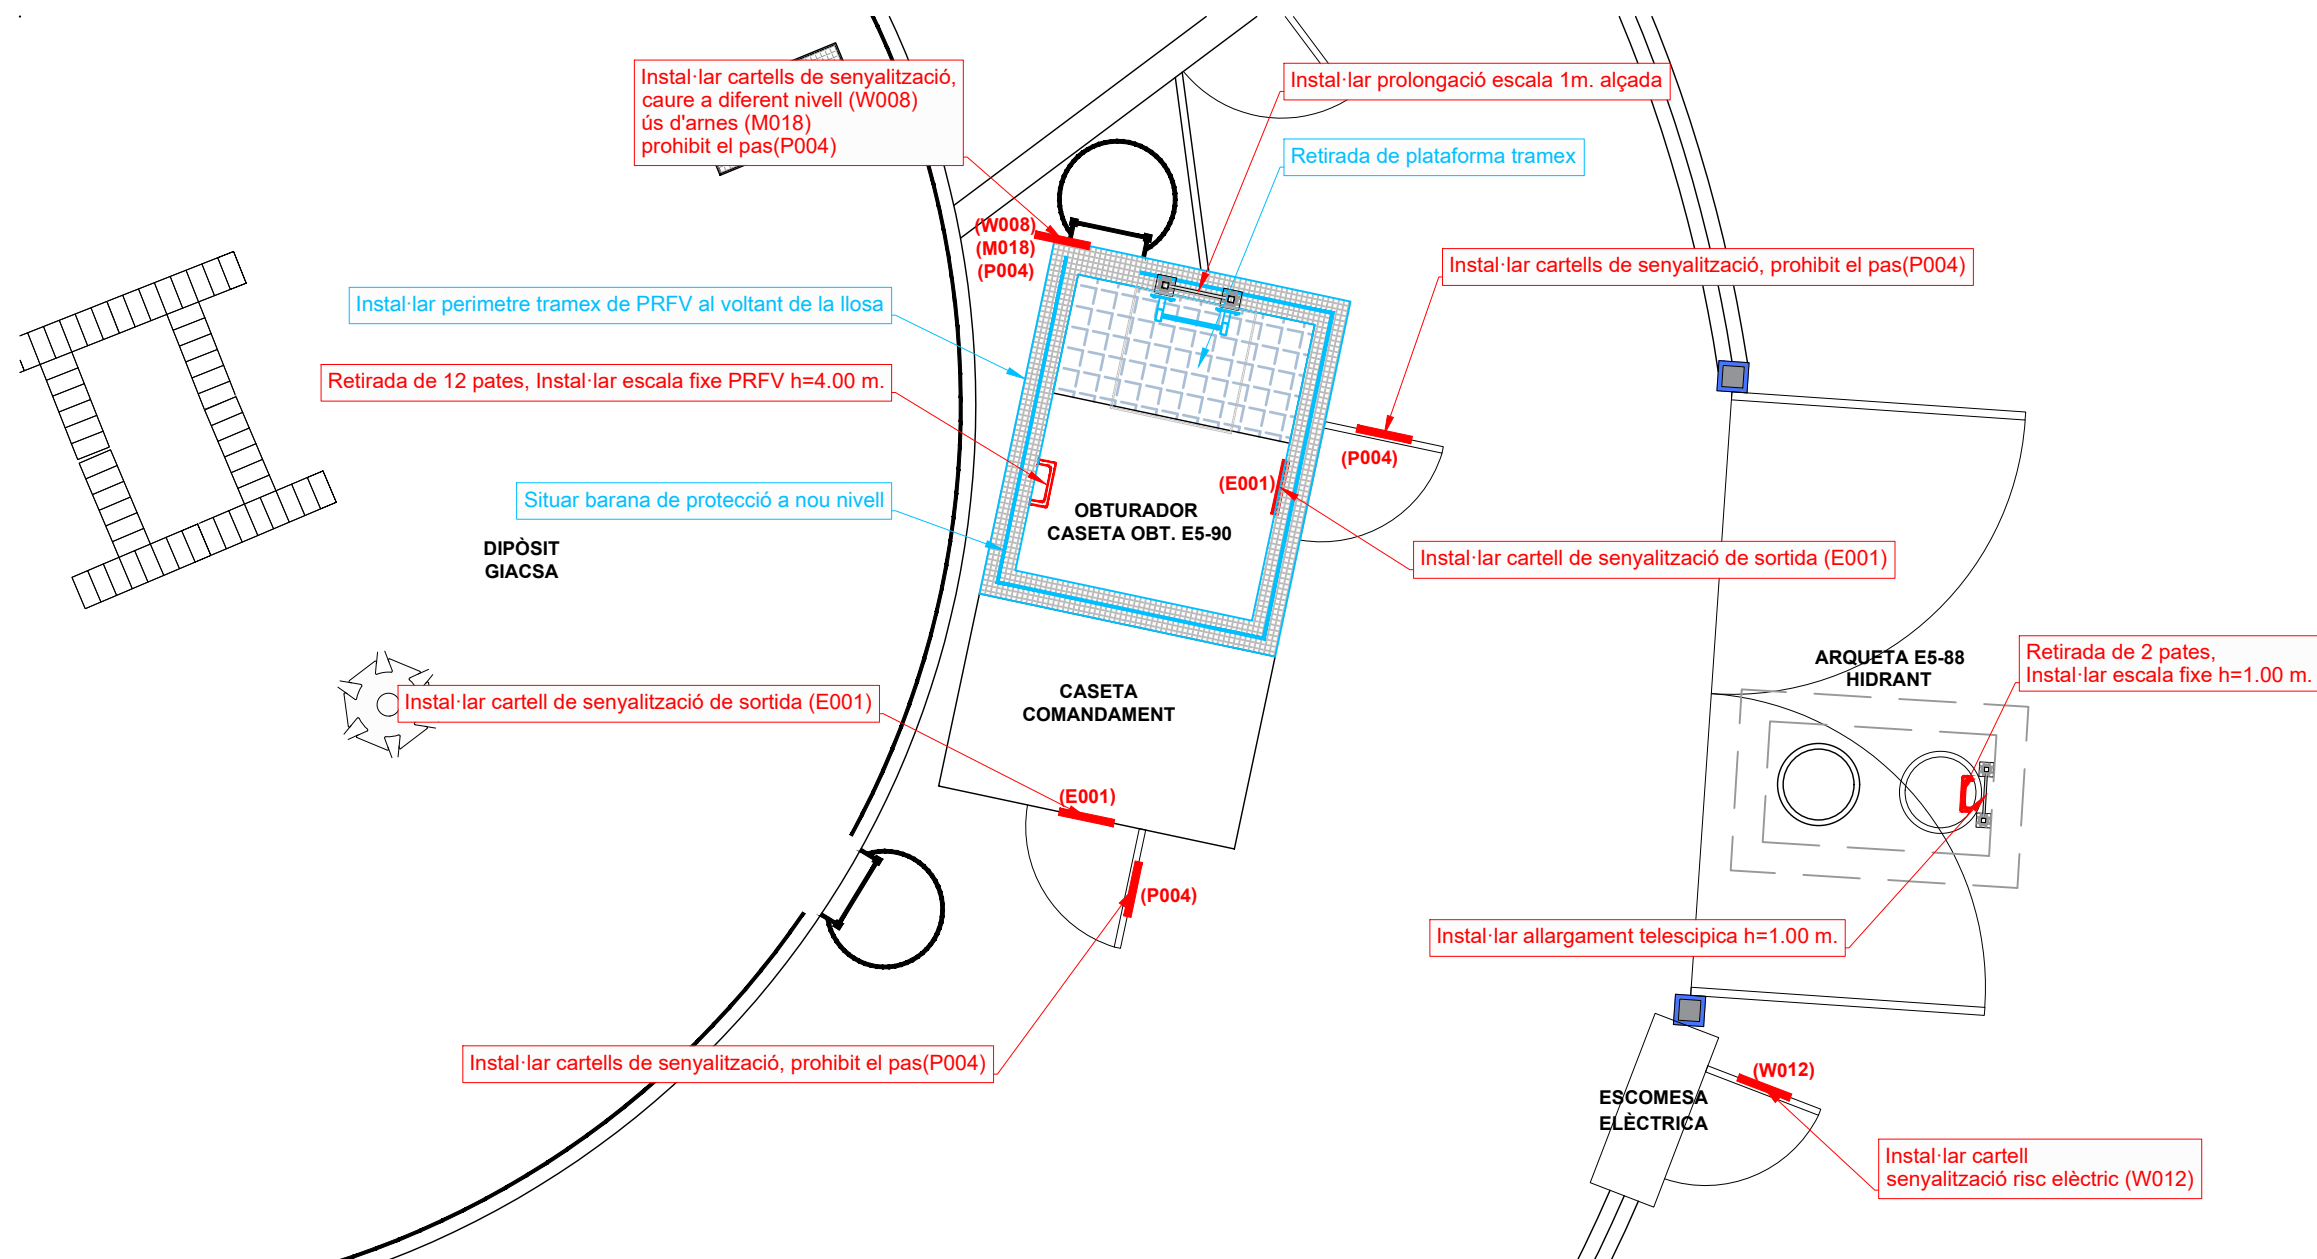 Instal·lar cartells de senyalització,
caure a diferent nivell (W008)
ús d'arnes (M018)
prohibit el pas(P004)
Instal·lar prolongació escala 1m. alçada
Retirada de plataforma tramex
(W008)
(M018)
(P004)
Instal·lar cartells de senyalització, prohibit el pas(P004)
Instal·lar perimetre tramex de PRFV al voltant de la llosa
Retirada de 12 pates, Instal·lar escala fixe PRFV h=4.00 m.
(P004)
(E001)
Situar barana de protecció a nou nivell
OBTURADOR
CASETA OBT. E5-90
DIPÒSIT
GIACSA
Instal·lar cartell de senyalització de sortida (E001)
ARQUETA E5-88
HIDRANT
Retirada de 2 pates,
Instal·lar escala fixe h=1.00 m.
CASETA
COMANDAMENT
Instal·lar cartell de senyalització de sortida (E001)
(E001)
(P004)
Instal·lar allargament telescipica h=1.00 m.
Instal·lar cartells de senyalització, prohibit el pas(P004)
(W012)
ESCOMESA
ELÈCTRICA
Instal·lar cartell
senyalització risc elèctric (W012)